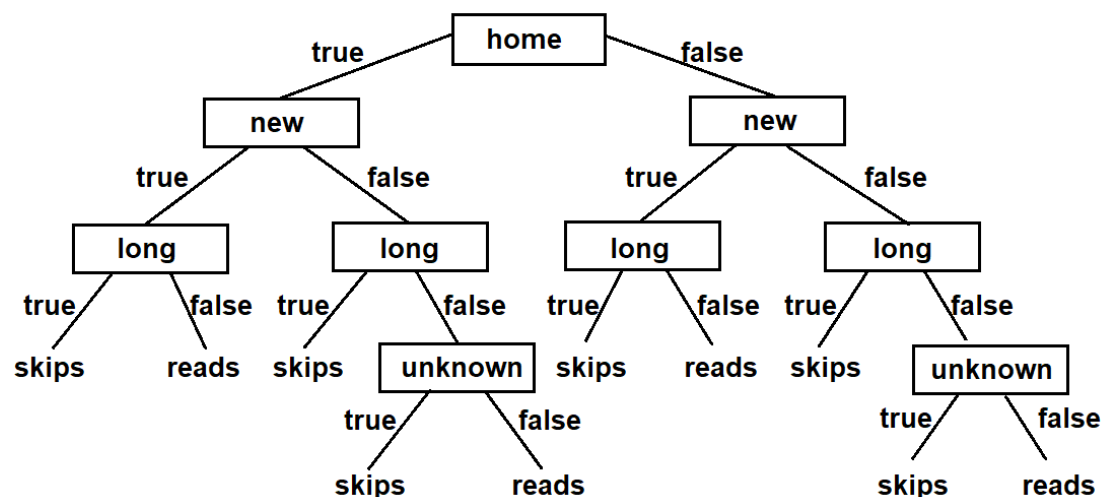 home
true false
new new
true false true false
long long long long
true false true false true false true false
skips reads skips unknown skips reads skips unknown
true false true false
skips reads skips reads